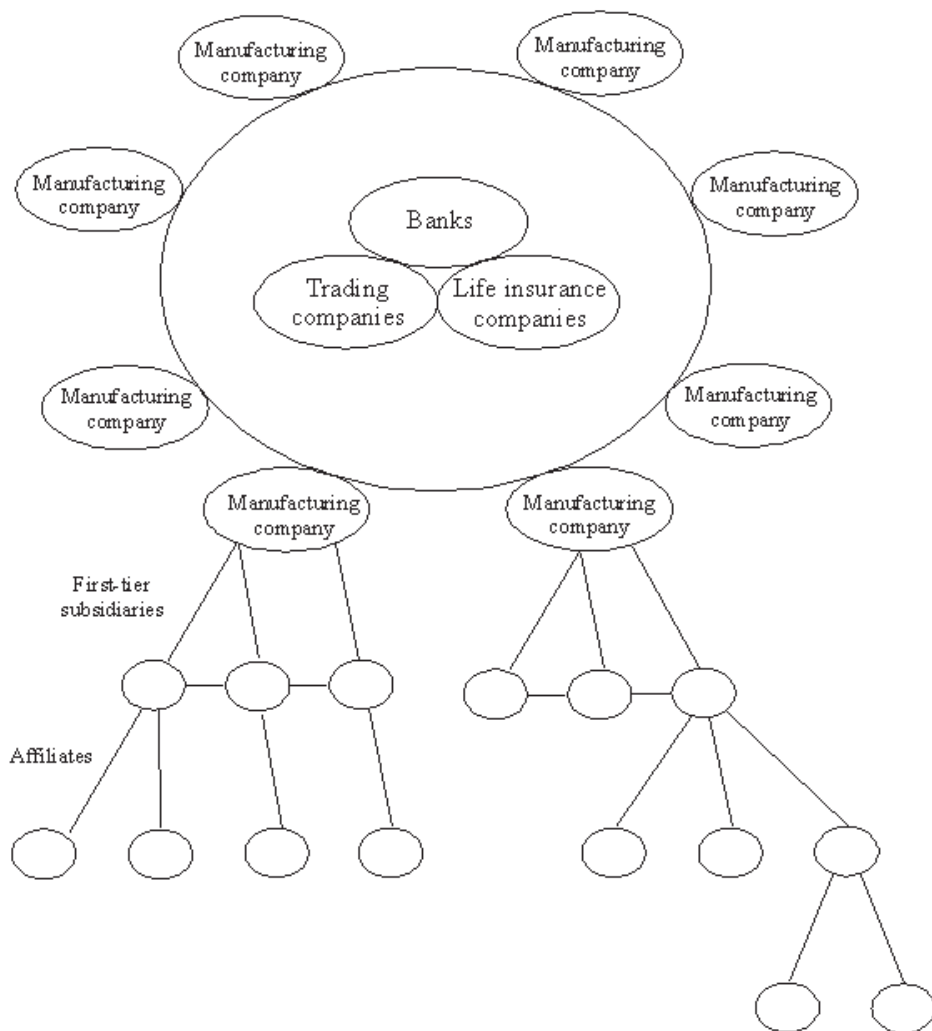 Manufacturing
company
Manufacturing
company
Manufacturing
company
Manufacturing
company
Banks
Trading
companies
Life insurance
companies
Manufacturing
company
Manufacturing
company
Manufacturing
company
Manufacturing
company
First-tier
subsidiaries
Affiliates